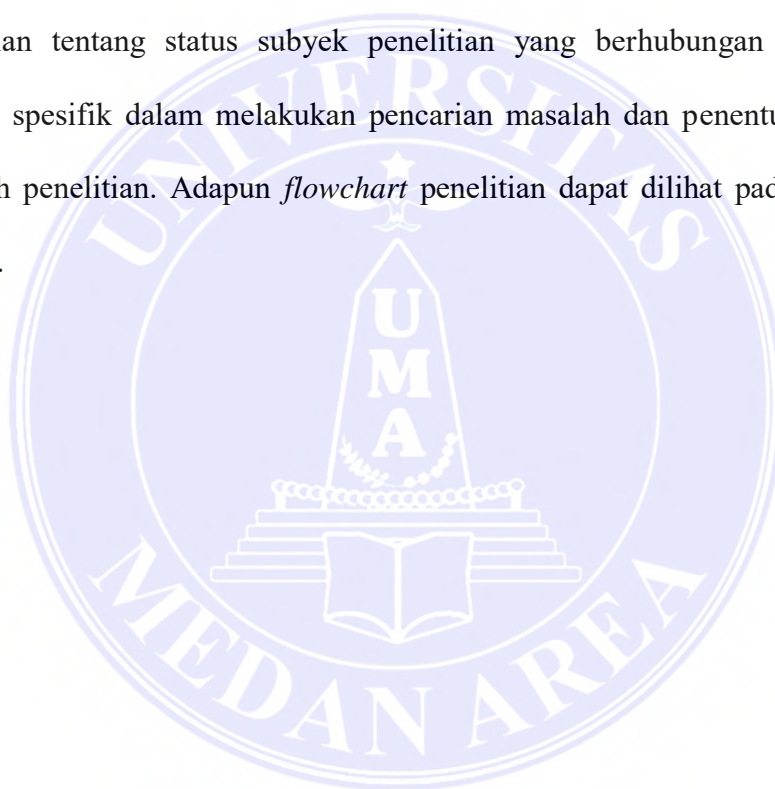 an tentang status subyek penelitian yang berhubungan
spesifik dalam melakukan pencarian masalah dan penentu
h penelitian. Adapun flowchart penelitian dapat dilihat pad
.
UNIVERSITAS
U
M
A
MEDAN AREA